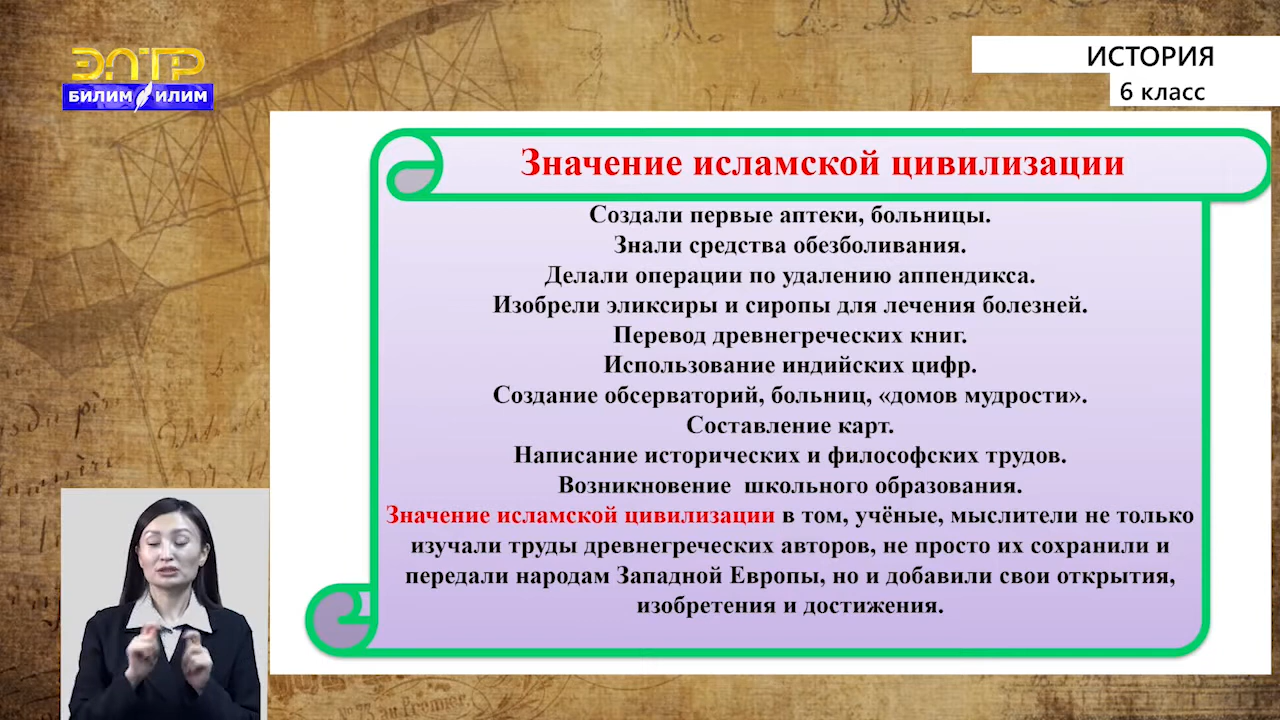 ЭЛТР
БИЛИМ ИЛИМ
ИСТОРИЯ
6 класс
Значение исламской цивилизации
Создали первые аптеки, больницы.
Знали средства обезболивания.
Делали операции по удалению аппендикса.
Изобрели эликсиры и сиропы для лечения болезней.
Перевод древнегреческих книг.
Использование индийских цифр.
Создание обсерваторий, больниц, «домов мудрости».
Составление карт.
Написание исторических и философских трудов.
Возникновение школьного образования.
Значение исламской цивилизации в том, учёные, мыслители не только
изучали труды древнегреческих авторов, не просто их сохранили и
передали народам Западной Европы, но и добавили свои открытия,
изобретения и достижения.